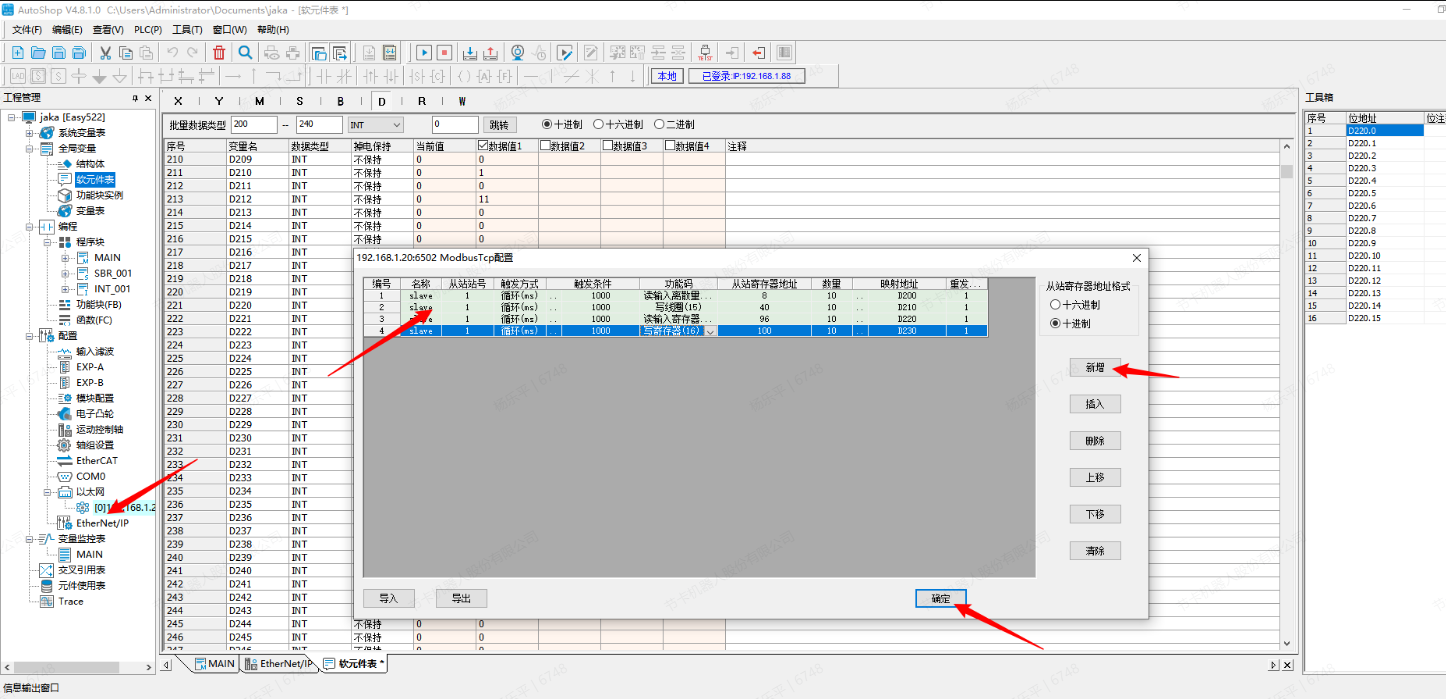 AutoShop V4.8.1.0 C:\Users\Administrator\Documents\jaka - [软元件表 *]
文件(F) 编辑(E) 查看(V) PLC(P) 工具(T) 窗口(W) 帮助(H)
本地 已登录:IP:192.168.1.88
工程管理
jaka [Easy522]
系统变量表
全局变量
结构体
软元件表
功能块实例
变量表
编程
程序块
MAIN
SBR_001
INT_001
功能块(FB)
函数(FC)
配置
输入滤波
EXP-A
EXP-B
模块配置
电子凸轮
运动控制轴
轴组设置
EtherCAT
COM0
以太网
EtherNet/IP
变量监控表
MAIN
交叉引用表
元件使用表
Trace
信息输出窗口
X Y M S B D R W
批量数据类型 200 -- 240 INT 0 跳转 十进制 十六进制 二进制
序号 变量名 数据类型 掉电保持 当前值 数据值1 数据值2 数据值3 数据值4 注释
210 D209 INT 不保持 0 0
211 D210 INT 不保持 0 1
212 D211 INT 不保持 0 0
213 D212 INT 不保持 0 11
214 D213 INT 不保持 0 0
215 D214 INT 不保持 0 0
216 D215 INT 不保持 0 0
217 D216 INT
218 D217 INT
219 D218 INT
220 D219 INT
221 D220 INT
222 D221 INT
223 D222 INT
224 D223 INT
225 D224 INT
226 D225 INT
227 D226 INT
228 D227 INT
229 D228 INT
230 D229 INT
231 D230 INT
232 D231 INT
233 D232 INT
234 D233 INT
235 D234 INT
236 D235 INT
237 D236 INT
238 D237 INT
239 D238 INT
240 D239 INT
241 D240 INT
242 D241 INT
243 D242 INT
244 D243 INT
245 D244 INT 不保持 0 0
246 D245 INT 不保持 0 0
MAIN EtherNet/IP 软元件表 *
192.168.1.20:6502 ModbusTcp配置
编号 名称 从站站号 触发方式 触发条件 功能码 从站寄存器地址 数量 映射地址 重发...
1 slave 1 循环(ms) .. 1000 读输入离散量... 8 10 .. D200 1
2 slave 1 循环(ms) .. 1000 写线圈(15) 40 10 .. D210 1
3 slave 1 循环(ms) .. 1000 读输入寄存器... 96 10 .. D220 1
4 slave 1 循环(ms) .. 1000 写寄存器(16) 100 10 .. D230 1
从站寄存器地址格式
十六进制
十进制
新增
插入
删除
上移
下移
清除
导入 导出 确定
工具箱
序号 位地址 位注
1 D220.0
2 D220.1
3 D220.2
4 D220.3
5 D220.4
6 D220.5
7 D220.6
8 D220.7
9 D220.8
10 D220.9
11 D220.10
12 D220.11
13 D220.12
14 D220.13
15 D220.14
16 D220.15